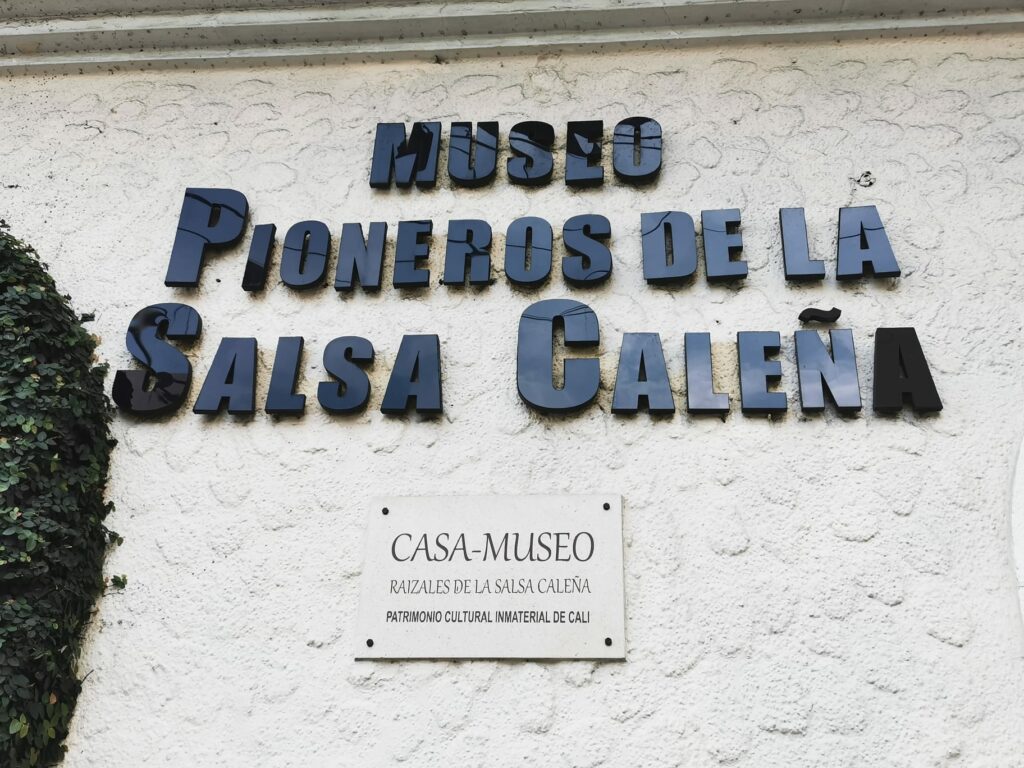 MUSEO
PIONEROS DE LA
SALSA CALEÑA
CASA-MUSEO
RAIZALES DE LA SALSA CALEÑA
PATRIMONIO CULTURAL INMATERIAL DE CALI